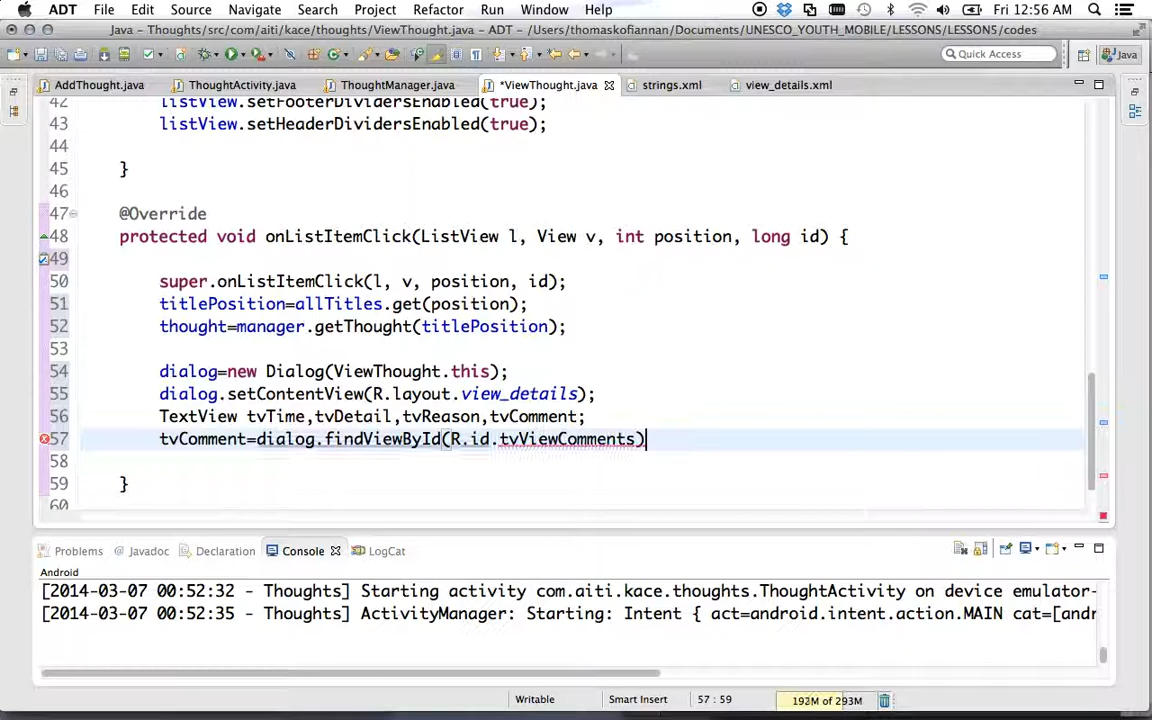 ADT File Edit Source Navigate Search Project Refactor Run Window Help Fri 12:56 AM
Java – Thoughts/src/com/aiti/kace/thoughts/ViewThought.java – ADT – /Users/thomaskofiannan/Documents/UNESCO_YOUTH_MOBILE/LESSONS/LESSON5/codes
Quick Access Java
AddThought.java ThoughtActivity.java ThoughtManager.java *ViewThought.java strings.xml view_details.xml
42 listView.setFooterDividersEnabled(true);
43 listView.setHeaderDividersEnabled(true);
44
45 }
46
47 @Override
48 protected void onListItemClick(ListView l, View v, int position, long id) {
49
50 super.onListItemClick(l, v, position, id);
51 titlePosition=allTitles.get(position);
52 thought=manager.getThought(titlePosition);
53
54 dialog=new Dialog(ViewThought.this);
55 dialog.setContentView(R.layout.view_details);
56 TextView tvTime,tvDetail,tvReason,tvComment;
57 tvComment=dialog.findViewById(R.id.tvViewComments)
58
59 }
60
Problems Javadoc Declaration Console LogCat
Android
[2014-03-07 00:52:32 - Thoughts] Starting activity com.aiti.kace.thoughts.ThoughtActivity on device emulator-
[2014-03-07 00:52:35 - Thoughts] ActivityManager: Starting: Intent { act=android.intent.action.MAIN cat=[andr
Writable Smart Insert 57 : 59 192M of 293M